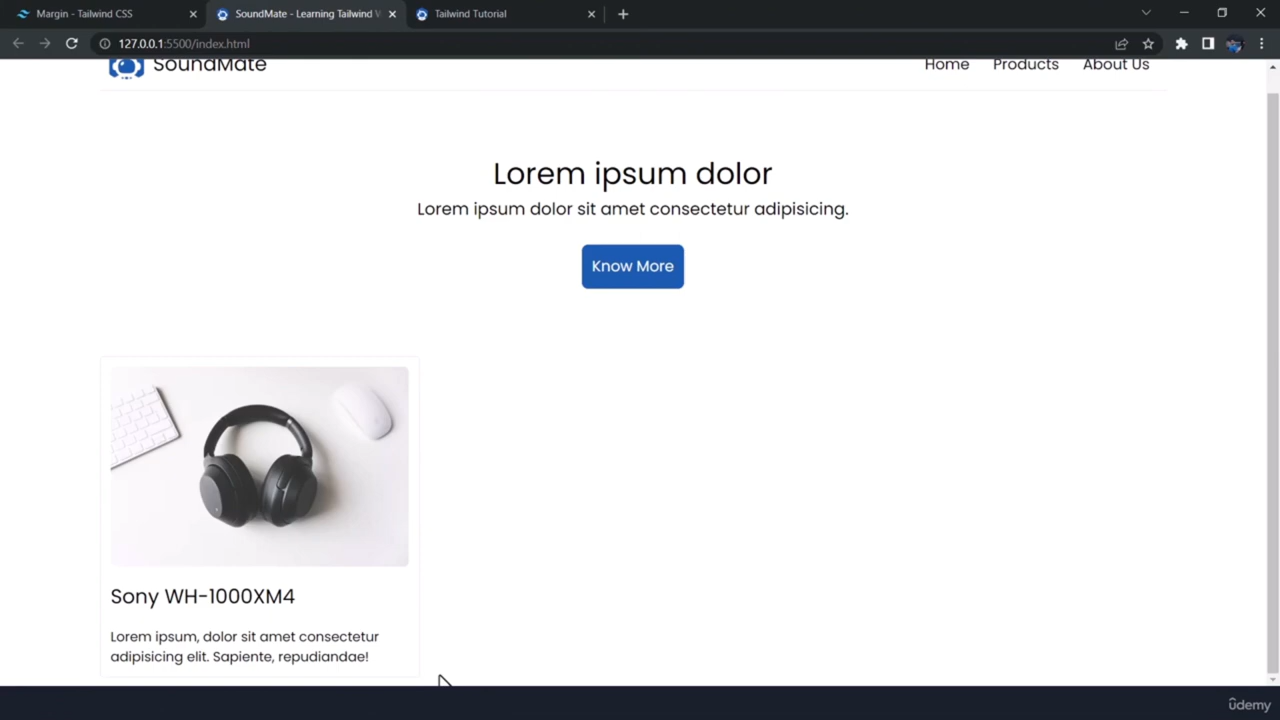 Margin - Tailwind CSS
SoundMate - Learning Tailwind
Tailwind Tutorial
127.0.0.1:5500/index.html
SoundMate
Home
Products
About Us
Lorem ipsum dolor
Lorem ipsum dolor sit amet consectetur adipisicing.
Know More
Sony WH-1000XM4
Lorem ipsum, dolor sit amet consectetur
adipisicing elit. Sapiente, repudiandae!
ûdemy